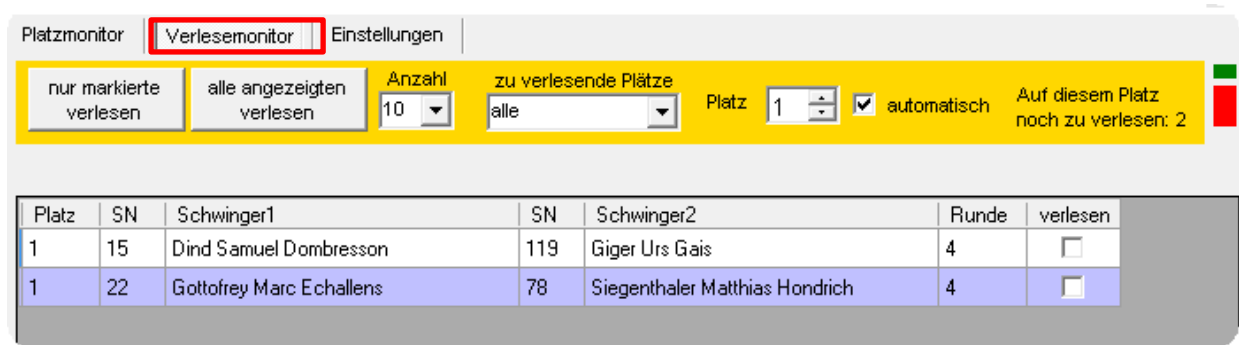 Platzmonitor Verlesemonitor Einstellungen
nur markierte verlesen
alle angezeigten verlesen
Anzahl
10
zu verlesende Plätze
alle
Platz 1 automatisch
Auf diesem Platz
noch zu verlesen: 2
Platz SN Schwinger1 SN Schwinger2 Runde verlesen
1 15 Dind Samuel Dombresson 119 Giger Urs Gais 4
1 22 Gottofrey Marc Echallens 78 Siegenthaler Matthias Hondrich 4